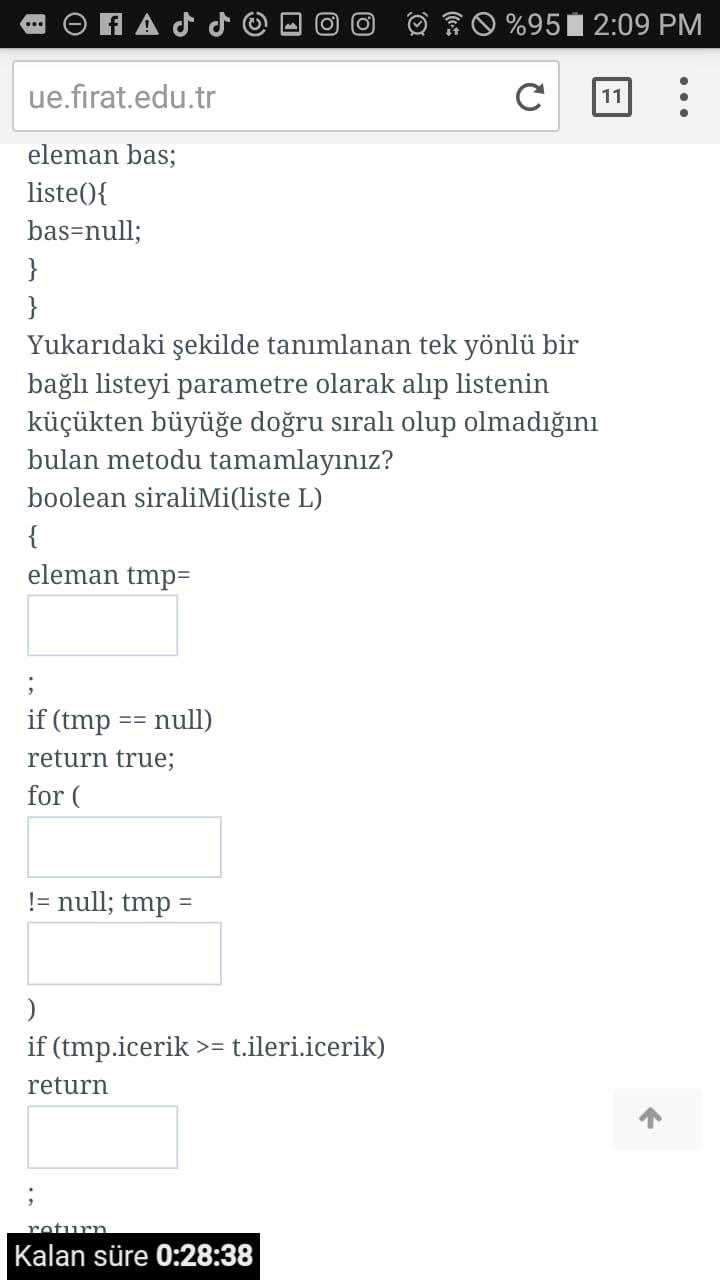 %95 2:09 PM
ue.firat.edu.tr
11
eleman bas;
liste(){
bas=null;
}
}
Yukarıdaki şekilde tanımlanan tek yönlü bir
bağlı listeyi parametre olarak alıp listenin
küçükten büyüğe doğru sıralı olup olmadığını
bulan metodu tamamlayınız?
boolean siraliMi(liste L)
{
eleman tmp=
;
if (tmp == null)
return true;
for (
!= null; tmp =
)
if (tmp.icerik >= t.ileri.icerik)
return
;
return
Kalan süre 0:28:38